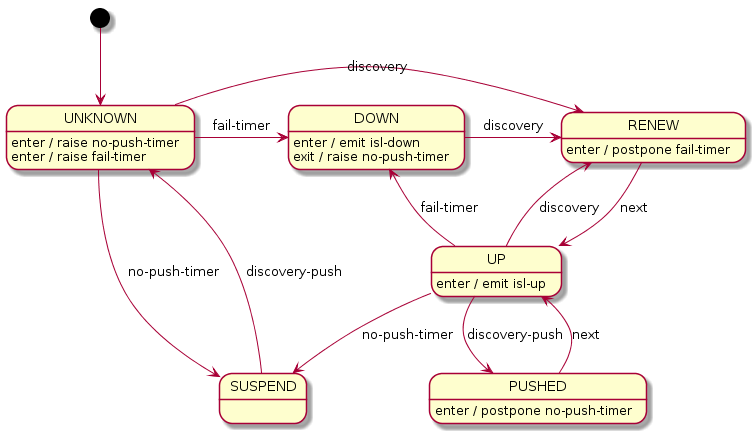 discovery
UNKNOWN
enter / raise no-push-timer
enter / raise fail-timer
fail-timer
DOWN
enter / emit isl-down
exit / raise no-push-timer
discovery
RENEW
enter / postpone fail-timer
fail-timer
discovery
next
no-push-timer
discovery-push
UP
enter / emit isl-up
no-push-timer
discovery-push
next
SUSPEND
PUSHED
enter / postpone no-push-timer